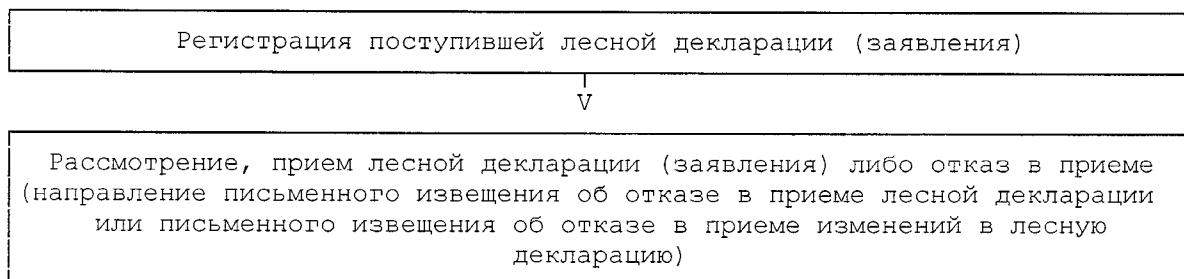 Регистрация поступившей лесной декларации (заявления)
V
Рассмотрение, прием лесной декларации (заявления) либо отказ в приеме
(направление письменного извещения об отказе в приеме лесной декларации
или письменного извещения об отказе в приеме изменений в лесную
декларацию)